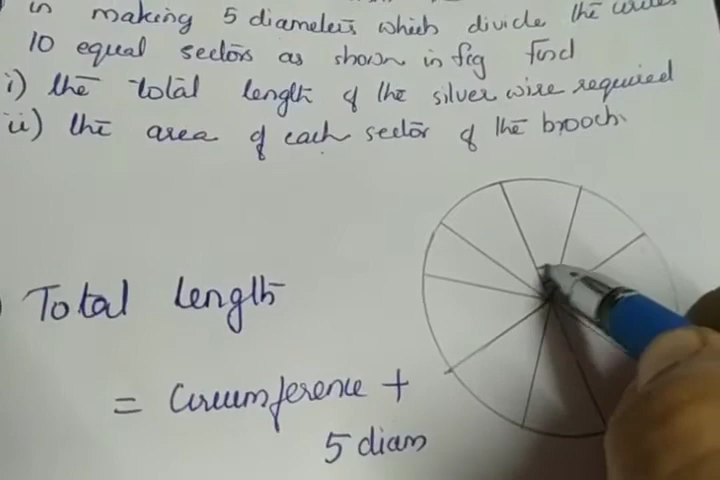 in making 5 diameters which divide the
10 equal sectors as shown in fig find
i) the total length of the silver wire required
ii) the area of each sector of the brooch.
) Total length
= circumference +
5 diam